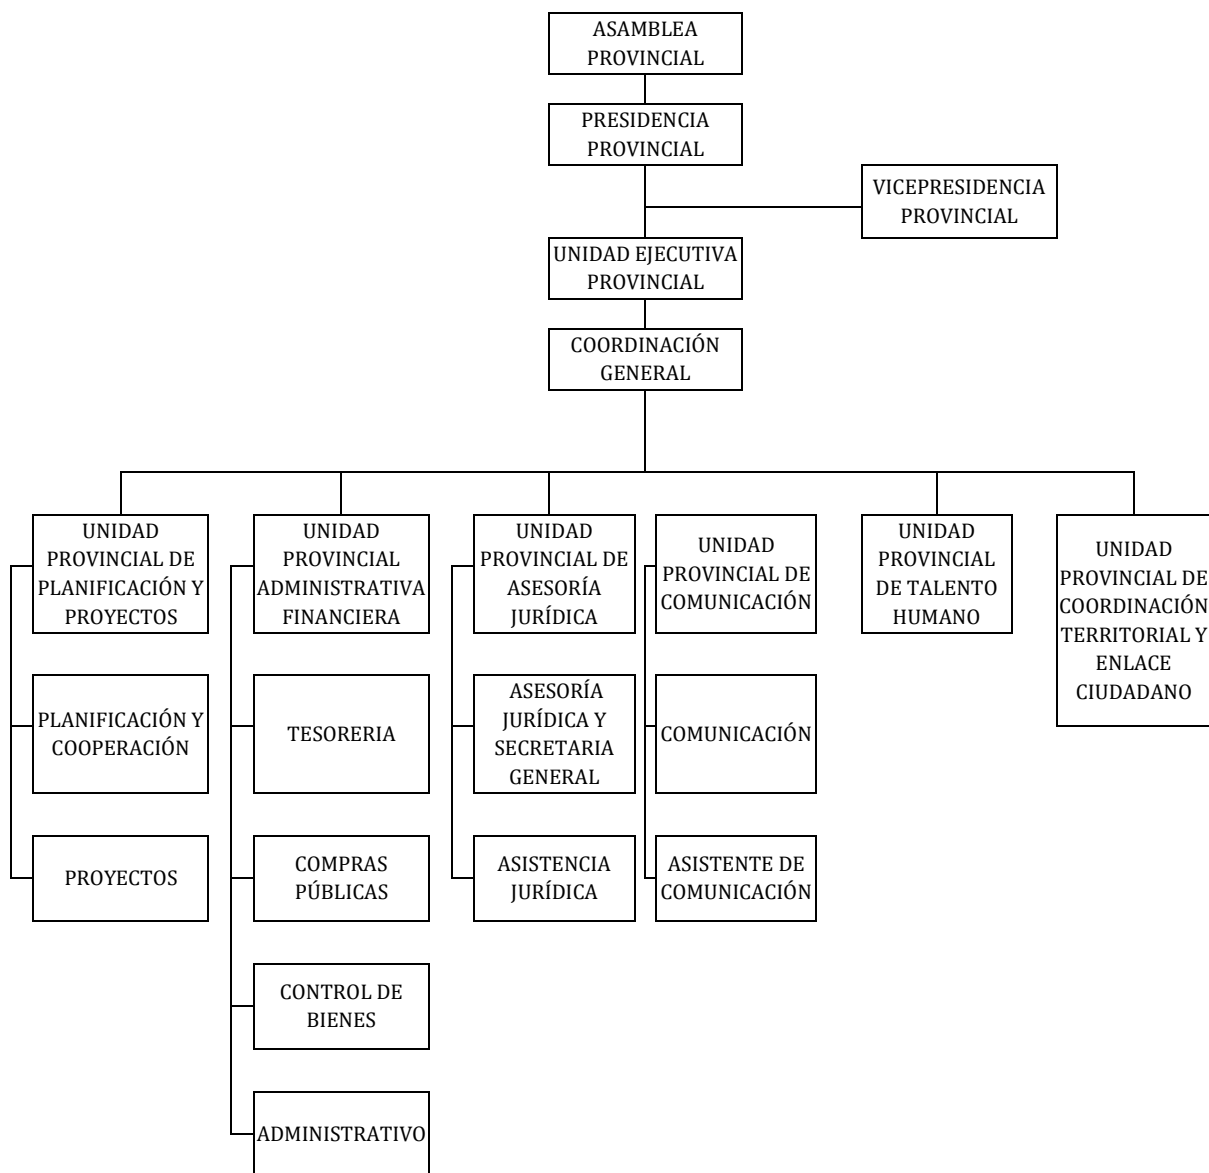 ASAMBLEA
PROVINCIAL
PRESIDENCIA
PROVINCIAL
VICEPRESIDENCIA
PROVINCIAL
UNIDAD EJECUTIVA
PROVINCIAL
COORDINACIÓN
GENERAL
UNIDAD
PROVINCIAL DE
PLANIFICACIÓN Y
PROYECTOS
UNIDAD
PROVINCIAL
ADMINISTRATIVA
FINANCIERA
UNIDAD
PROVINCIAL DE
ASESORÍA
JURÍDICA
UNIDAD
PROVINCIAL DE
COMUNICACIÓN
UNIDAD
PROVINCIAL
DE TALENTO
HUMANO
UNIDAD
PROVINCIAL DE
COORDINACIÓN
TERRITORIAL Y
ENLACE
CIUDADANO
PLANIFICACIÓN Y
COOPERACIÓN
TESORERIA
ASESORÍA
JURÍDICA Y
SECRETARIA
GENERAL
COMUNICACIÓN
PROYECTOS
COMPRAS
PÚBLICAS
ASISTENCIA
JURÍDICA
ASISTENTE DE
COMUNICACIÓN
CONTROL DE
BIENES
ADMINISTRATIVO